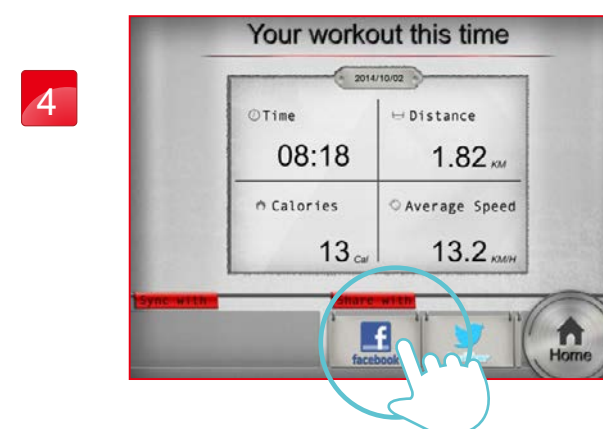 4
Your workout this time
2014/10/02
Time
Distance
08:18
1.82 KM
Calories
Average Speed
13 Cal
13.2 KM/H
Sync with
Share with
facebook
Home